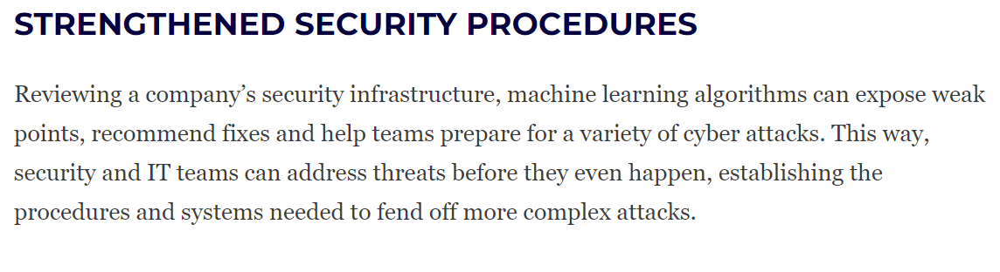 STRENGTHENED SECURITY PROCEDURES
Reviewing a company’s security infrastructure, machine learning algorithms can expose weak
points, recommend fixes and help teams prepare for a variety of cyber attacks. This way,
security and IT teams can address threats before they even happen, establishing the
procedures and systems needed to fend off more complex attacks.